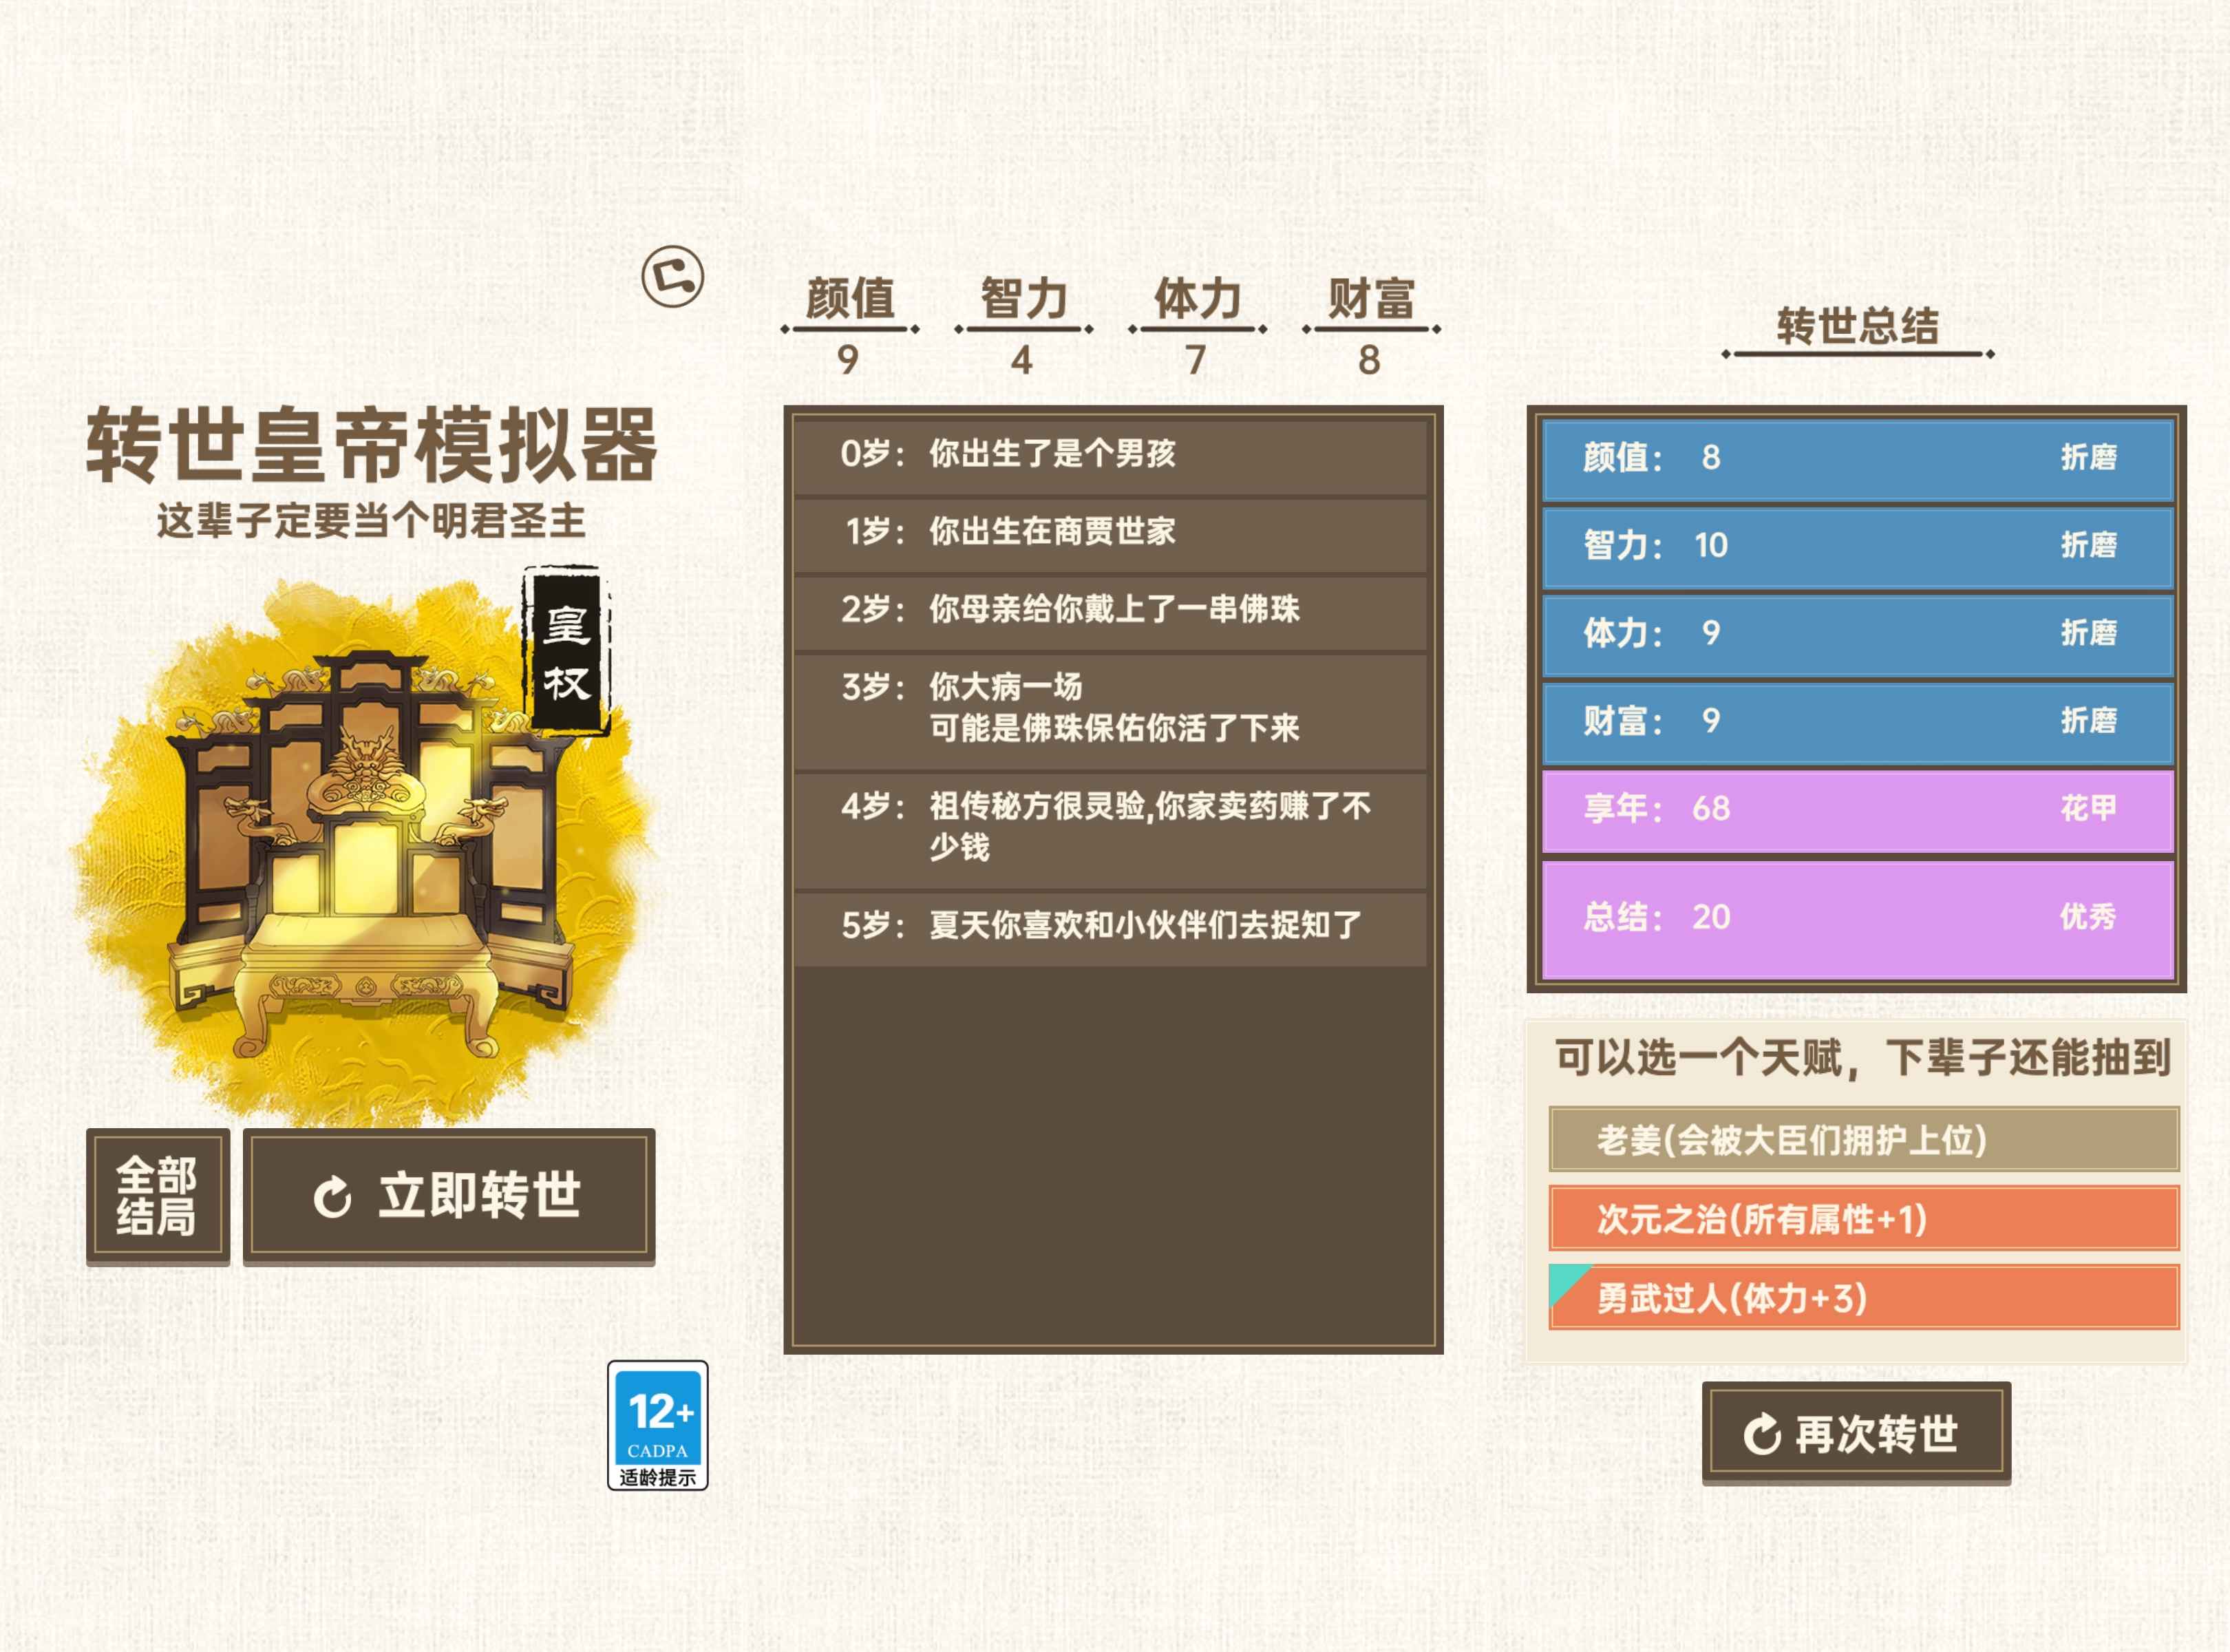 转世皇帝模拟器
这辈子定要当个明君圣主
皇
权
全部
结局
立即转世
12+
CADPA
适龄提示
颜值 智力 体力 财富
9 4 7 8
0岁： 你出生了是个男孩
1岁： 你出生在商贾世家
2岁： 你母亲给你戴上了一串佛珠
3岁： 你大病一场
可能是佛珠保佑你活了下来
4岁： 祖传秘方很灵验,你家卖药赚了不
少钱
5岁： 夏天你喜欢和小伙伴们去捉知了
转世总结
颜值： 8 折磨
智力： 10 折磨
体力： 9 折磨
财富： 9 折磨
享年： 68 花甲
总结： 20 优秀
可以选一个天赋，下辈子还能抽到
老姜(会被大臣们拥护上位)
次元之治(所有属性+1)
勇武过人(体力+3)
再次转世